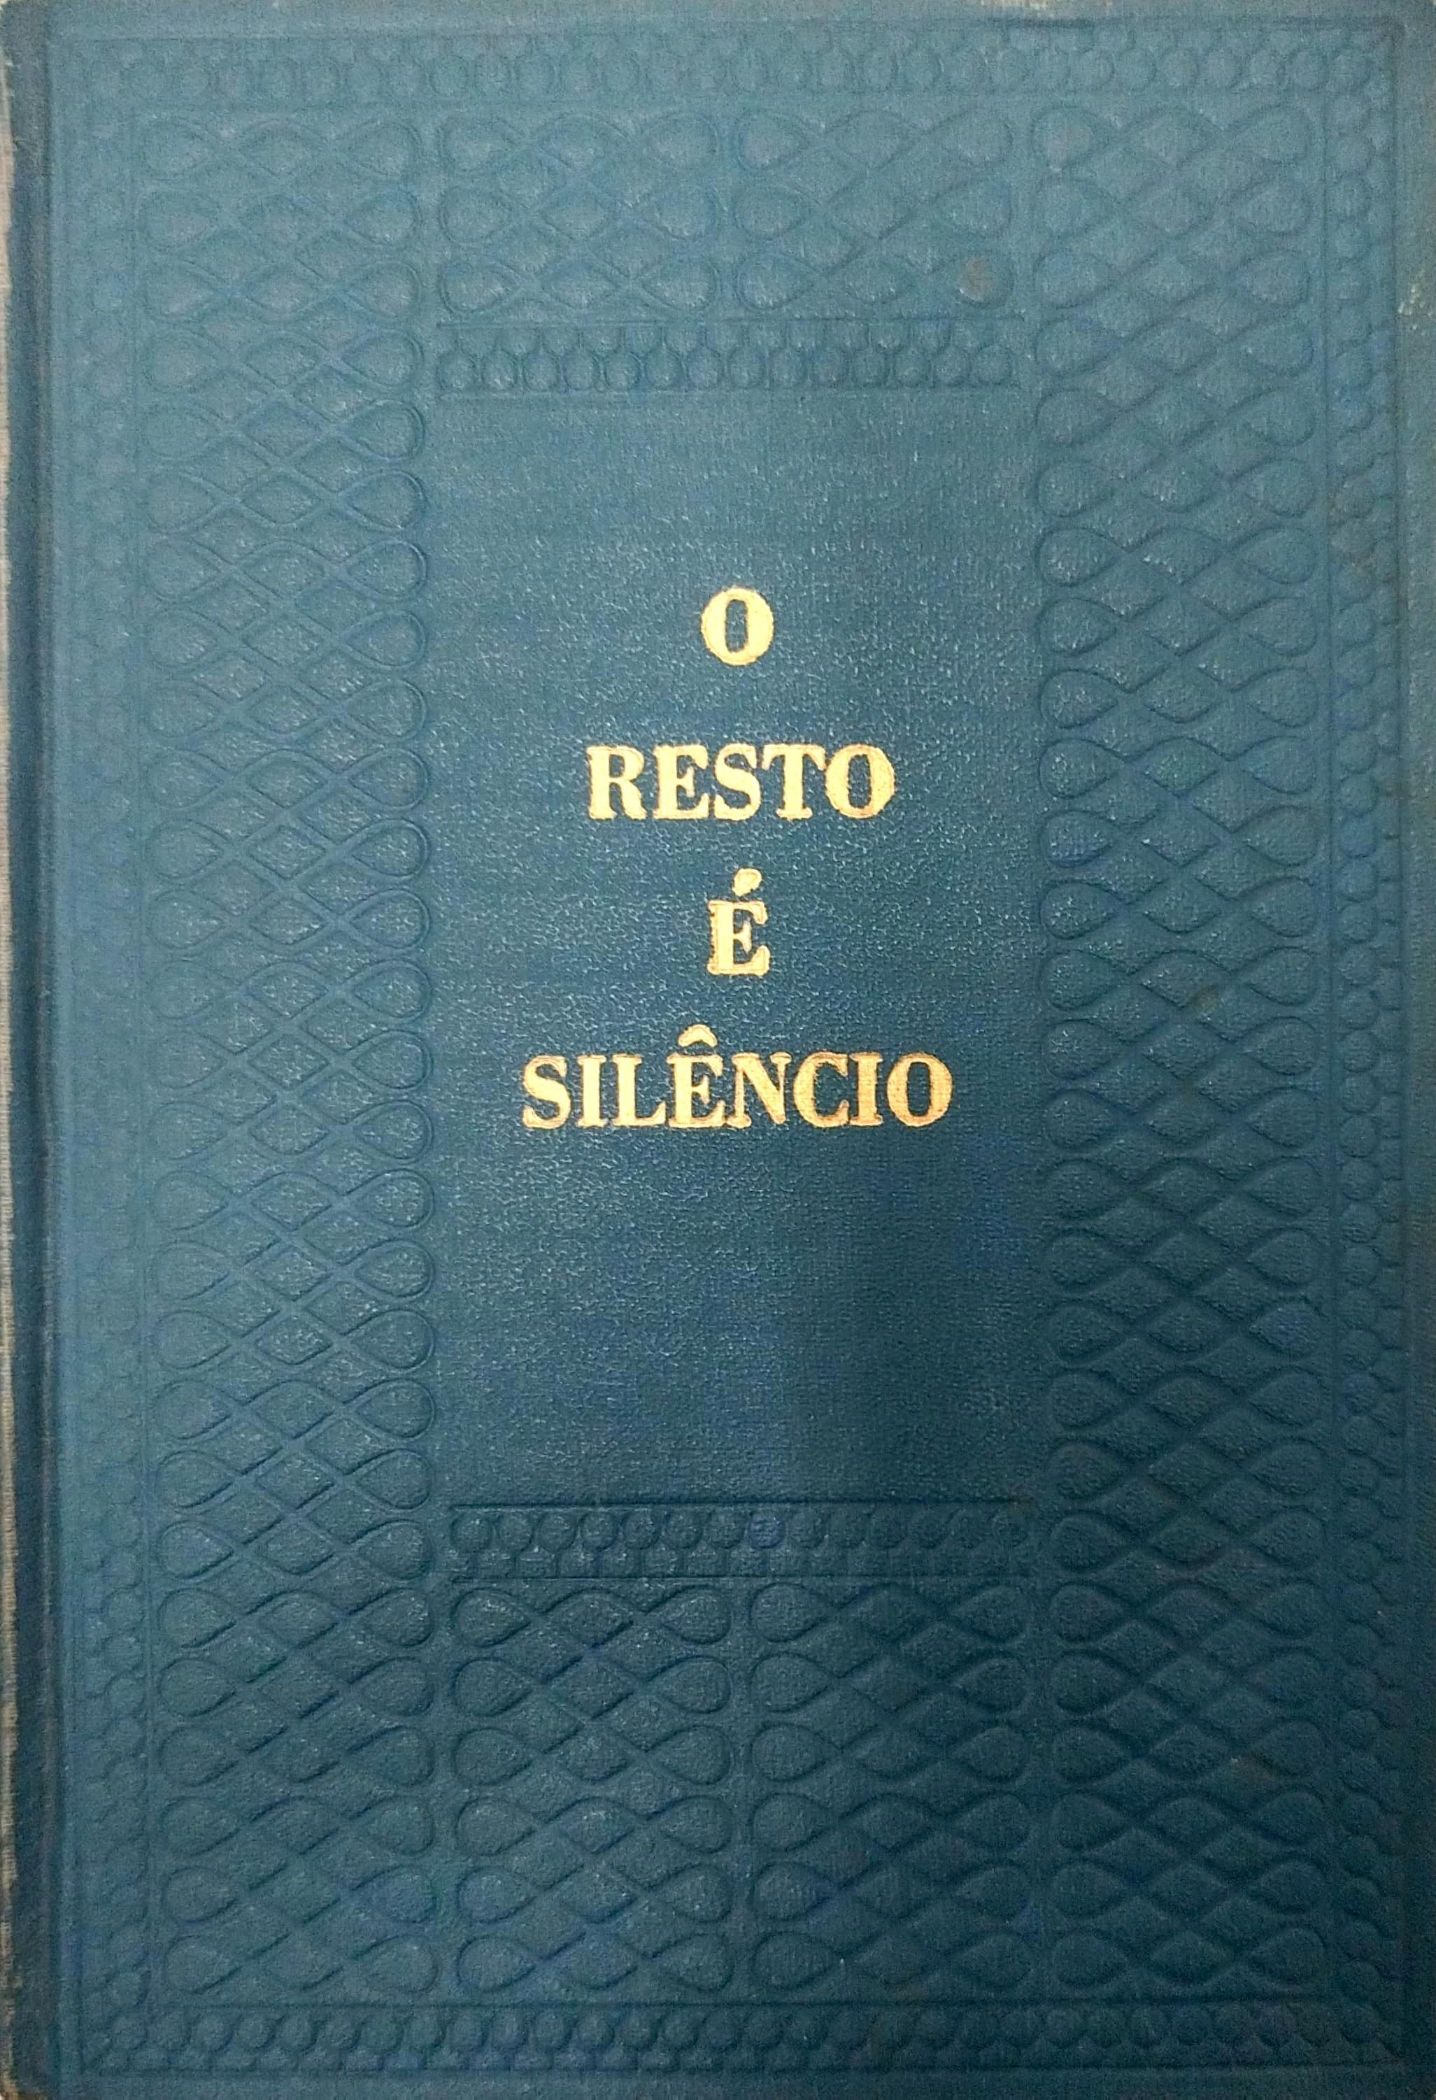 O
RESTO
É
SILÊNCIO